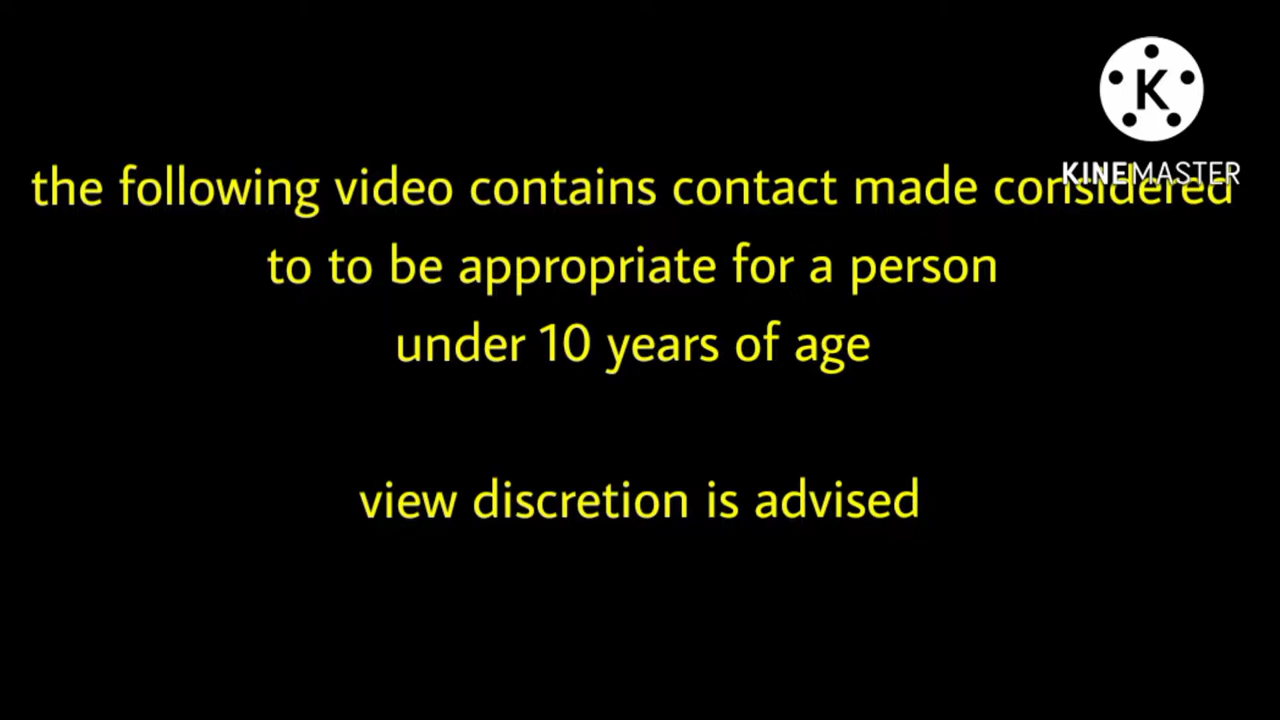 K
KINEMASTER
the following video contains contact made considered
to to be appropriate for a person
under 10 years of age
view discretion is advised